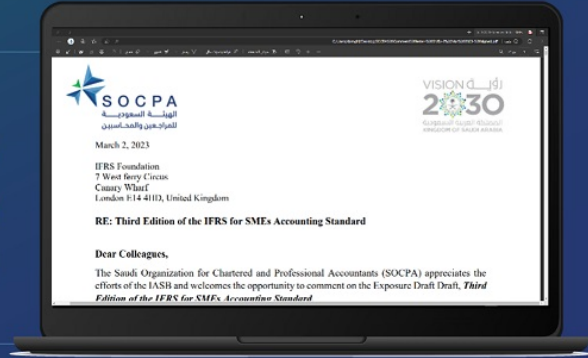 SOCPA
الهيئة السعودية
للمراجعين والمحاسبين
VISION رؤية
2030
المملكة العربية السعودية
KINGDOM OF SAUDI ARABIA
March 2, 2023
IFRS Foundation
7 West ferry Circus
Canary Wharf
London E14 4HD, United Kingdom
RE: Third Edition of the IFRS for SMEs Accounting Standard
Dear Colleagues,
The Saudi Organization for Chartered and Professional Accountants (SOCPA) appreciates the
efforts of the IASB and welcomes the opportunity to comment on the Exposure Draft Draft, Third
Edition of the IFRS for SMEs Accounting Standard